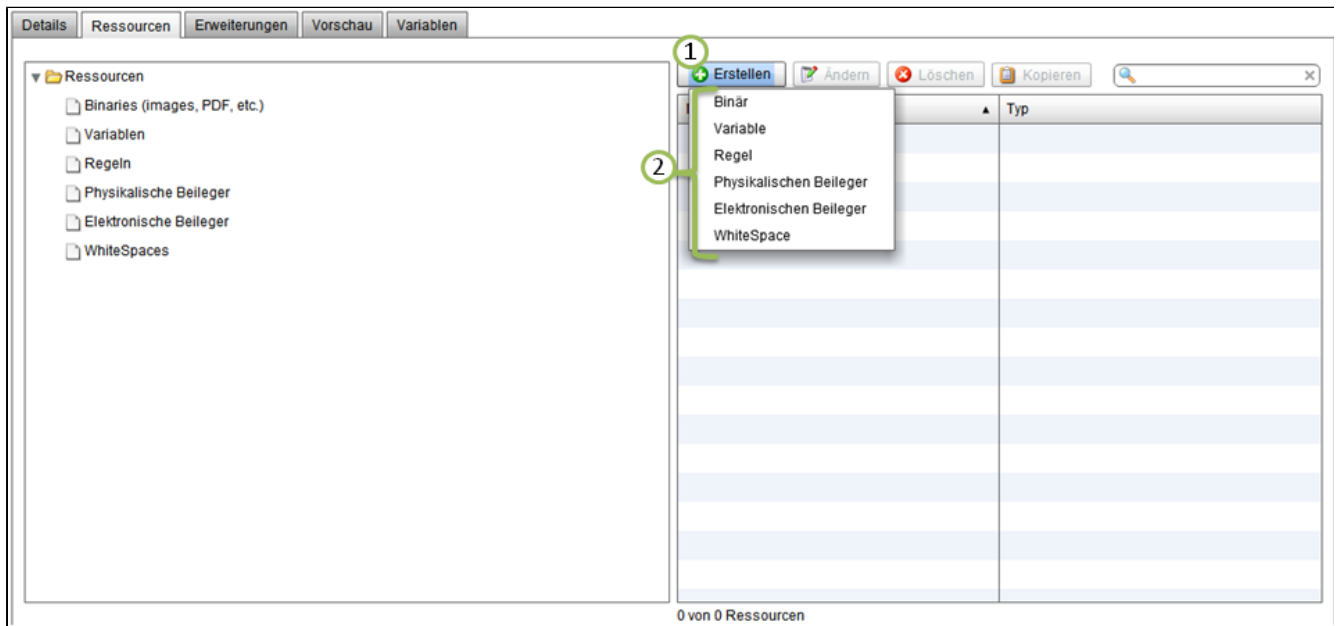 Details Ressourcen Erweiterungen Vorschau Variablen
Ressourcen
Binaries (images, PDF, etc.)
Variablen
Regeln
Physikalische Beileger
Elektronische Beileger
WhiteSpaces
1
Erstellen Ändern Löschen Kopieren
Typ
2
Binär
Variable
Regel
Physikalischen Beileger
Elektronischen Beileger
WhiteSpace
0 von 0 Ressourcen